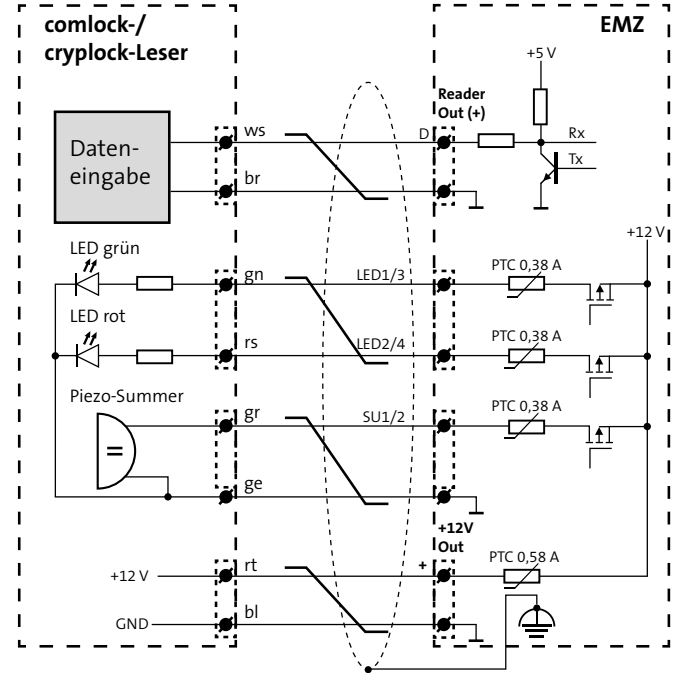 comlock-/
cryplock-Leser
EMZ
+5 V
Reader
Out (+)
ws
D
Rx
Daten-
eingabe
Tx
br
+12 V
LED grün
gn
LED1/3
PTC 0,38 A
LED rot
rs
LED2/4
PTC 0,38 A
Piezo-Summer
gr
SU1/2
PTC 0,38 A
=
ge
+12V
Out
+12 V
rt
+
PTC 0,58 A
GND
bl